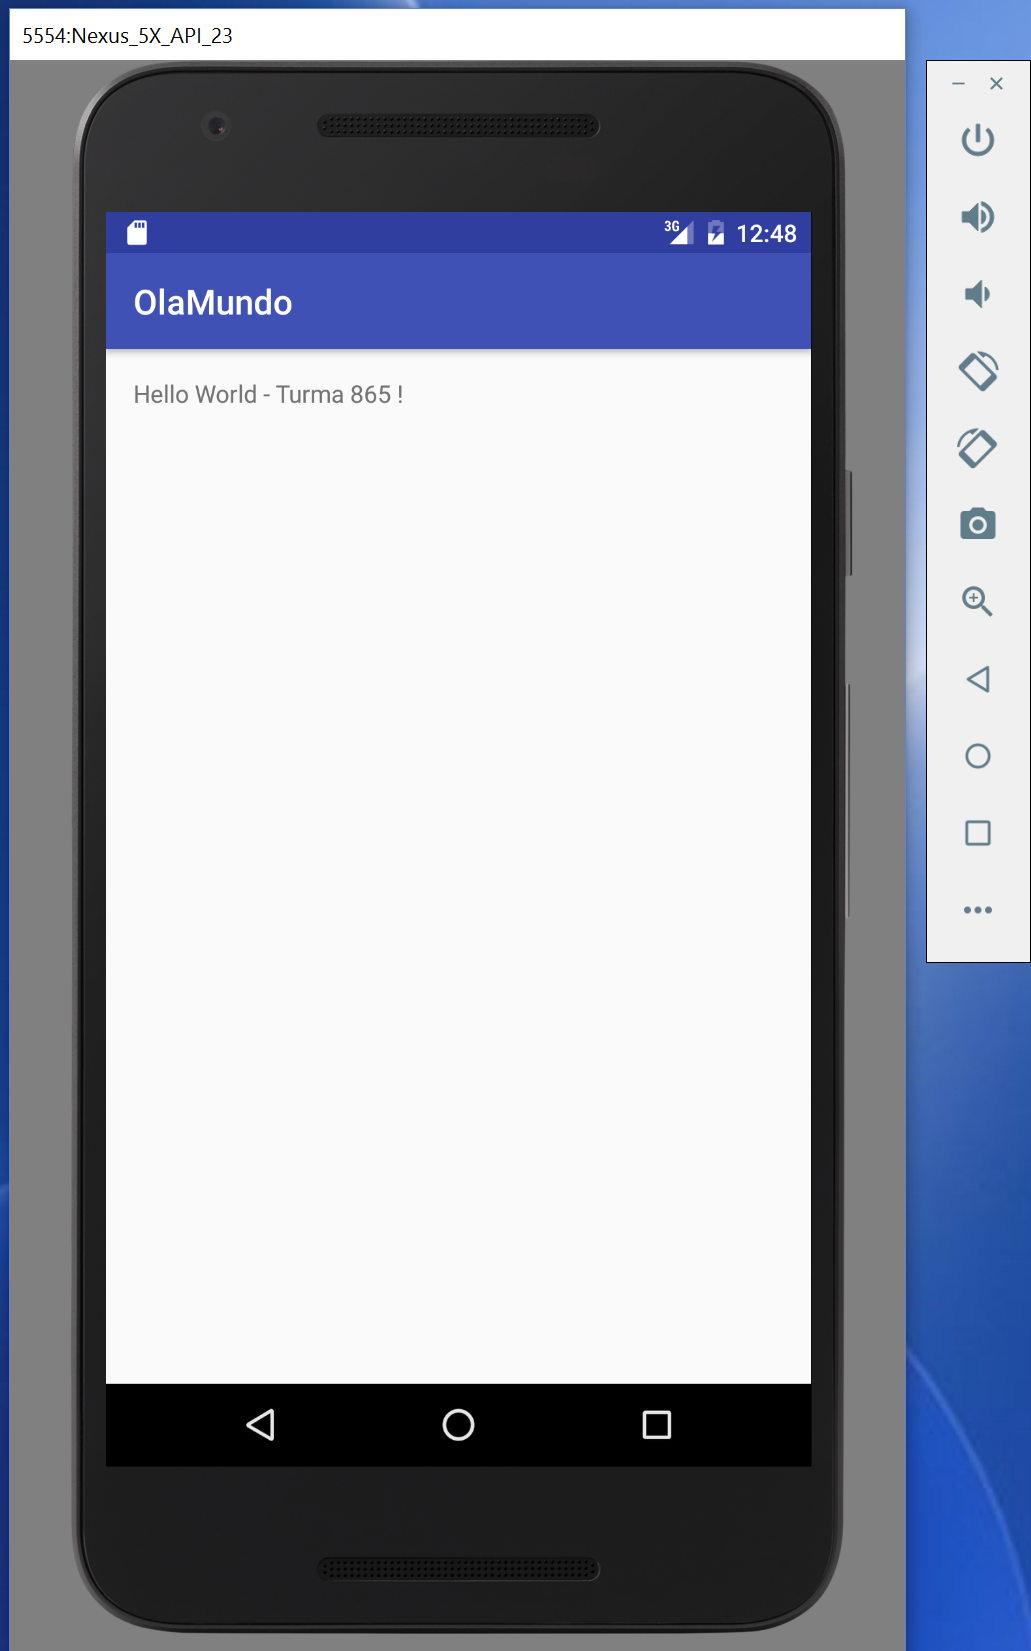 5554:Nexus_5X_API_23
3G 12:48
OlaMundo
Hello World - Turma 865 !